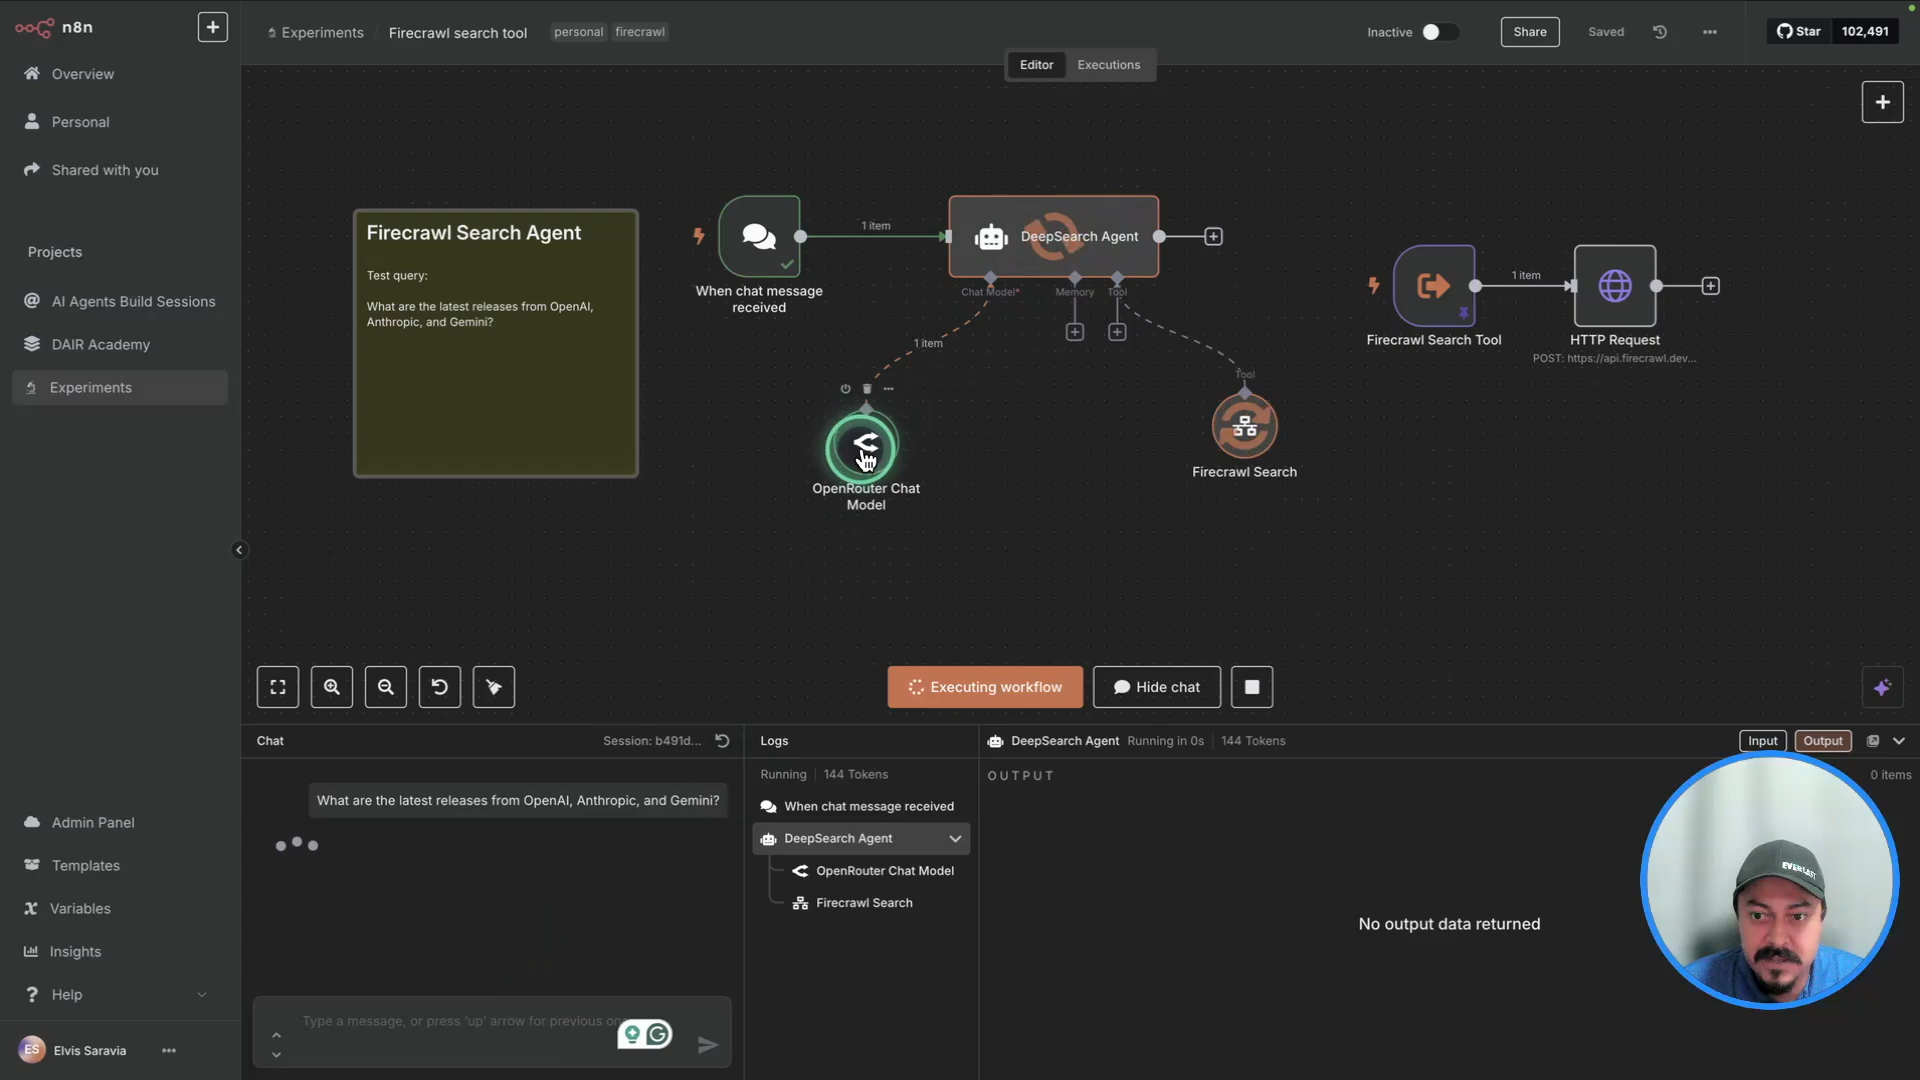 n8n
Overview
Personal
Shared with you
Projects
AI Agents Build Sessions
DAIR Academy
Experiments
Admin Panel
Templates
Variables
Insights
Help
ES
Elvis Saravia
Experiments / Firecrawl search tool
personal
firecrawl
Inactive
Share
Saved
Star
102,491
Editor
Executions
Firecrawl Search Agent
Test query:
What are the latest releases from OpenAI,
Anthropic, and Gemini?
When chat message
received
1 item
DeepSearch Agent
Chat Model*
Memory
Tool
1 item
OpenRouter Chat
Model
Tool
Firecrawl Search
Firecrawl Search Tool
1 item
HTTP Request
POST: https://api.firecrawl.dev...
Executing workflow
Hide chat
Chat
Session: b491d...
What are the latest releases from OpenAI, Anthropic, and Gemini?
Type a message, or press 'up' arrow for previous on
Logs
Running
144 Tokens
When chat message received
DeepSearch Agent
OpenRouter Chat Model
Firecrawl Search
DeepSearch Agent
Running in 0s
144 Tokens
Input
Output
OUTPUT
0 items
No output data returned
EVERLAST